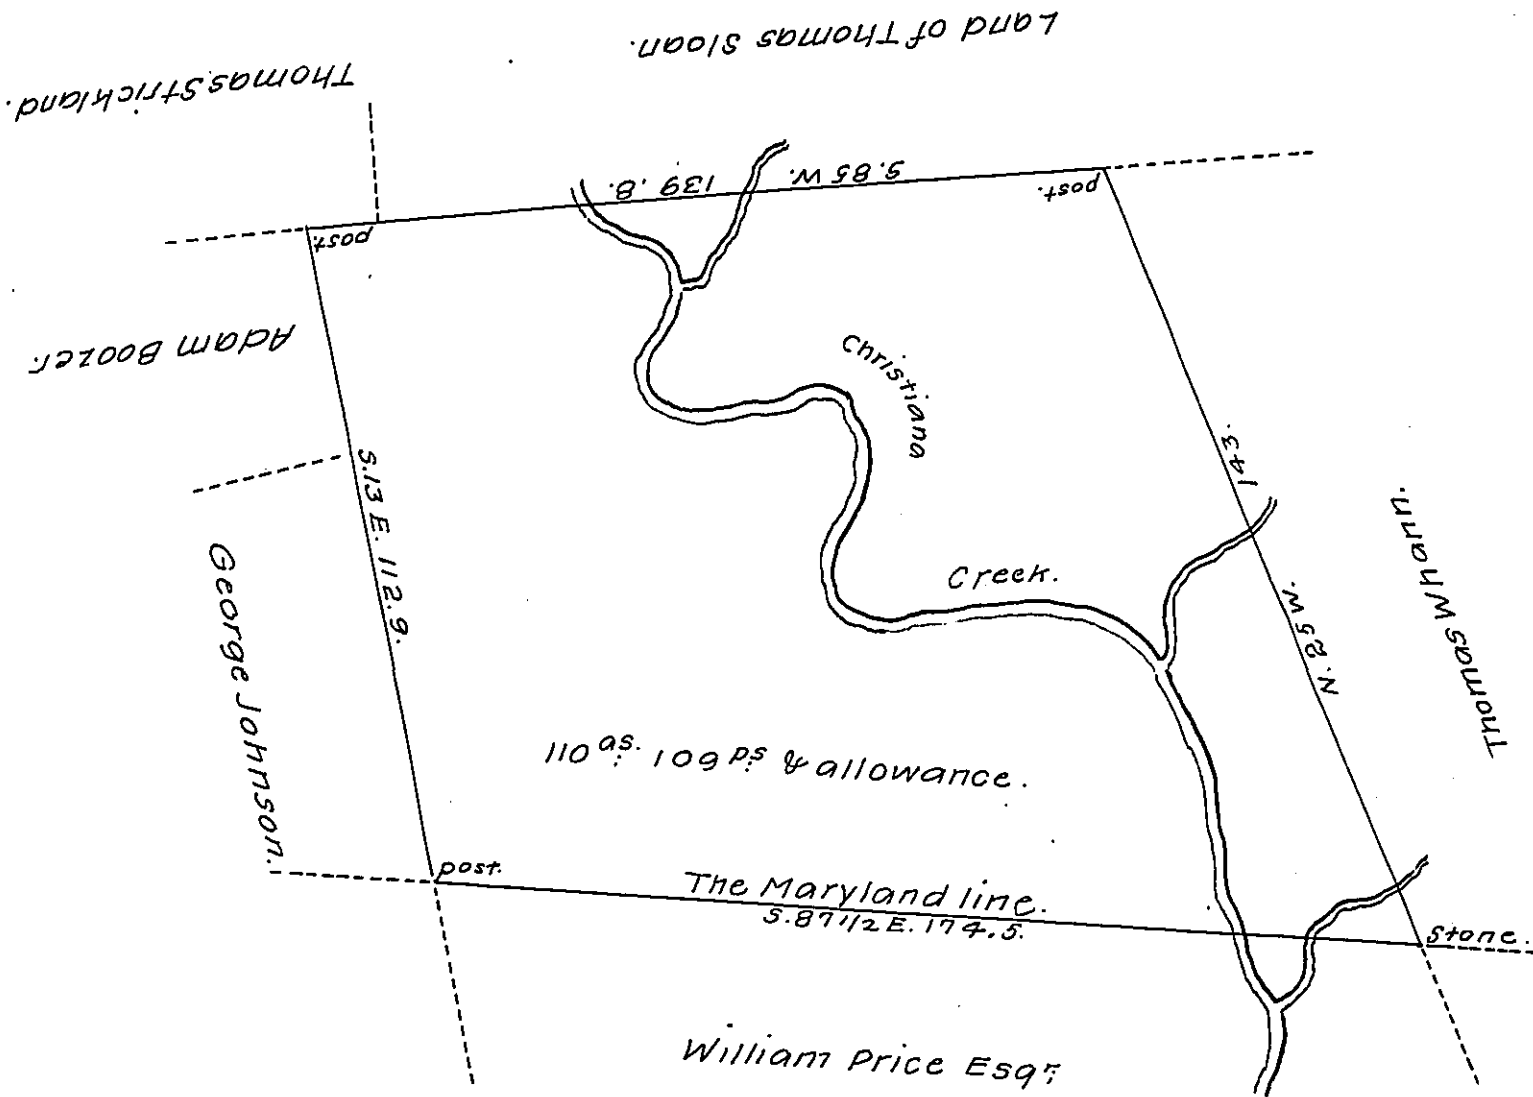 Land of Thomas Sloan.
Thomas Strickland.
S. 85 W. 139.8.
post.
post.
Adam Boozer.
Christiana
Creek.
S. 13 E. 112.9.
143.
N. 25 W.
Thomas Whann.
George Johnson.
110 as. 109 ps & allowance.
post.
The Maryland line.
S. 87 1/2 E. 174.5.
Stone.
William Price Esqr.